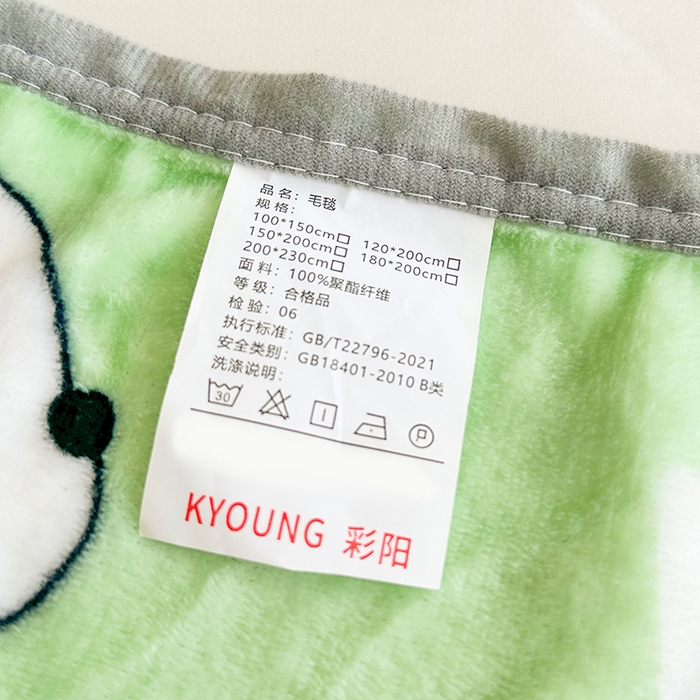 品名：毛毯
规格：
100*150cm□ 120*200cm□
150*200cm□ 180*200cm□
200*230cm□
面料：100%聚酯纤维
等级：合格品
检验：06
执行标准：GB/T22796-2021
安全类别：GB18401-2010 B类
洗涤说明：
30
P
KYOUNG 彩阳